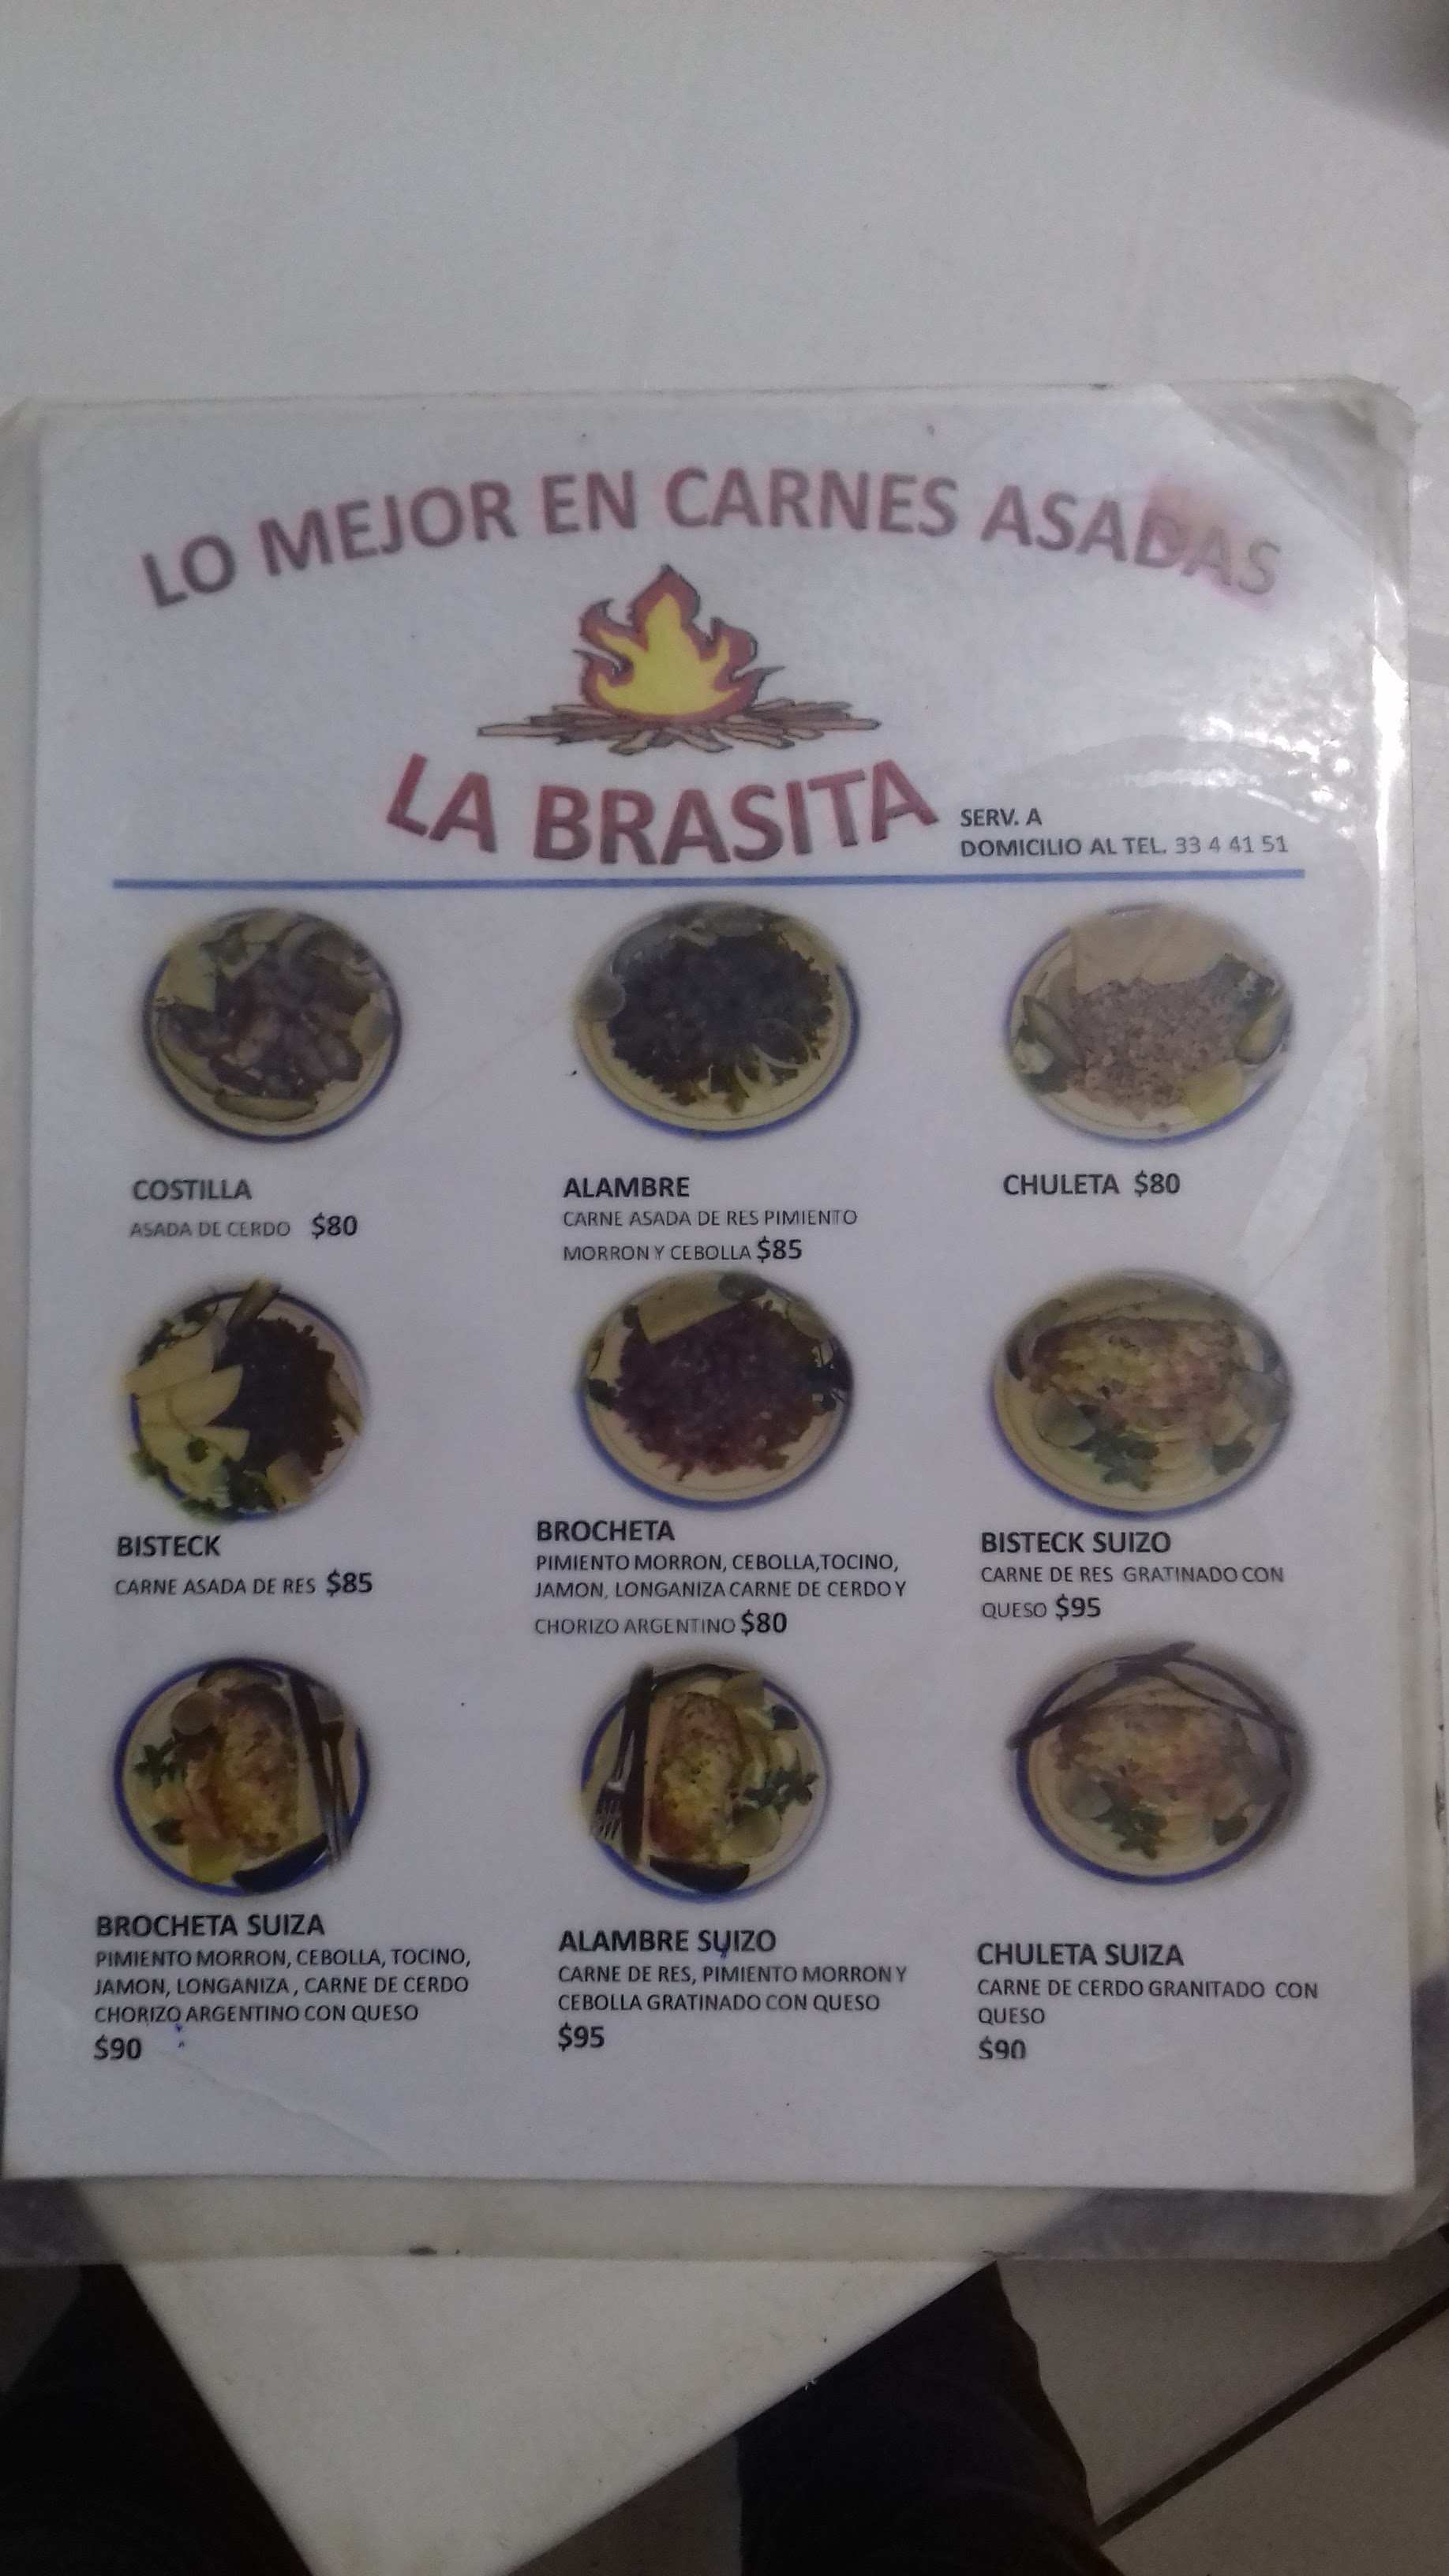 LO MEJOR EN CARNES ASADAS
LA BRASITA
SERV. A
DOMICILIO AL TEL. 33 4 41 51
COSTILLA
ASADA DE CERDO $80
ALAMBRE
CARNE ASADA DE RES PIMIENTO
MORRON Y CEBOLLA $85
CHULETA $80
BISTECK
CARNE ASADA DE RES $85
BROCHETA
PIMIENTO MORRON, CEBOLLA,TOCINO,
JAMON, LONGANIZA CARNE DE CERDO Y
CHORIZO ARGENTINO $80
BISTECK SUIZO
CARNE DE RES GRATINADO CON
QUESO $95
BROCHETA SUIZA
PIMIENTO MORRON, CEBOLLA, TOCINO,
JAMON, LONGANIZA , CARNE DE CERDO
CHORIZO ARGENTINO CON QUESO
$90
ALAMBRE SUIZO
CARNE DE RES, PIMIENTO MORRON Y
CEBOLLA GRATINADO CON QUESO
$95
CHULETA SUIZA
CARNE DE CERDO GRANITADO CON
QUESO
$90